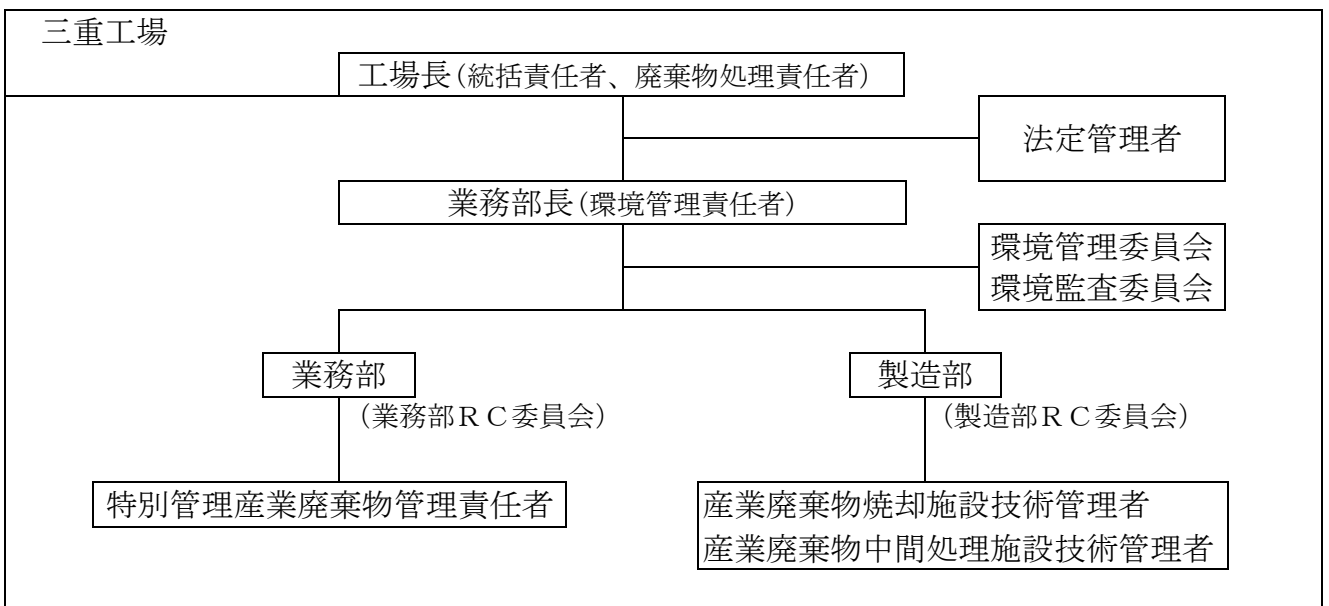 三重工場
工場長(統括責任者、廃棄物処理責任者)
法定管理者
業務部長(環境管理責任者)
環境管理委員会
環境監査委員会
業務部
製造部
(業務部RC委員会)
(製造部RC委員会)
特別管理産業廃棄物管理責任者
産業廃棄物焼却施設技術管理者
産業廃棄物中間処理施設技術管理者